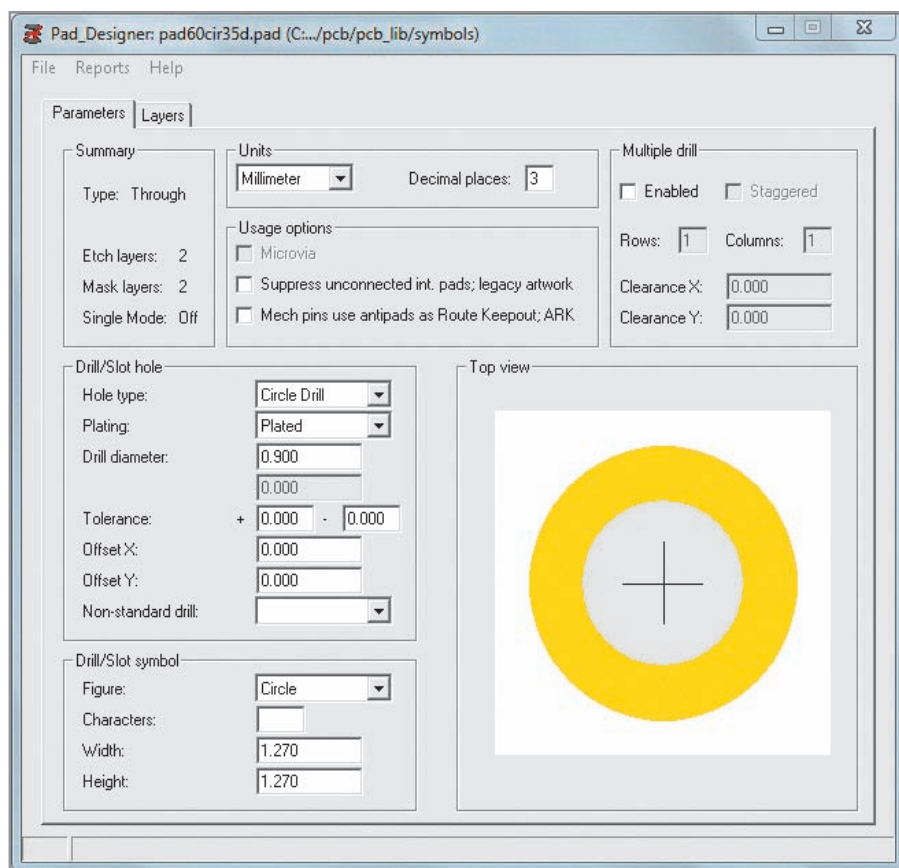 Pad_Designer: pad60cir35d.pad (C:.../pcb/pcb_lib/symbols)
File Reports Help
Parameters Layers
Summary
Type: Through
Etch layers: 2
Mask layers: 2
Single Mode: Off
Units
Millimeter Decimal places: 3
Usage options
Microvia
Suppress unconnected int. pads; legacy artwork
Mech pins use antipads as Route Keepout; ARK
Multiple drill
Enabled Staggered
Rows: 1 Columns: 1
Clearance X: 0.000
Clearance Y: 0.000
Drill/Slot hole
Hole type: Circle Drill
Plating: Plated
Drill diameter: 0.900
0.000
Tolerance: + 0.000 - 0.000
Offset X: 0.000
Offset Y: 0.000
Non-standard drill:
Drill/Slot symbol
Figure: Circle
Characters:
Width: 1.270
Height: 1.270
Top view